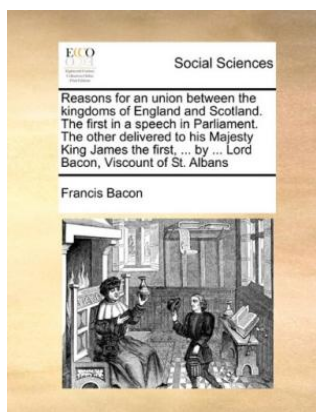 ECCO
Social Sciences
Reasons for an union between the
kingdoms of England and Scotland.
The first in a speech in Parliament.
The other delivered to his Majesty
King James the first, ... by ... Lord
Bacon, Viscount of St. Albans
Francis Bacon